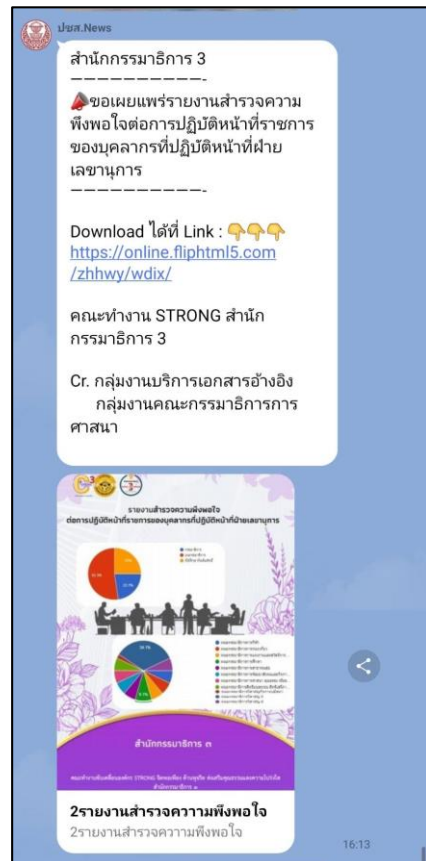 ปชส.News
สำนักกรรมาธิการ 3
——————————-
📣ขอเผยแพร่รายงานสำรวจความ
พึงพอใจต่อการปฏิบัติหน้าที่ราชการ
ของบุคลากรที่ปฏิบัติหน้าที่ฝ่าย
เลขานุการ
——————————-
Download ได้ที่ Link : 👇👇👇
https://online.fliphtml5.com
/zhhwy/wdix/
คณะทำงาน STRONG สำนัก
กรรมาธิการ 3
Cr. กลุ่มงานบริการเอกสารอ้างอิง
กลุ่มงานคณะกรรมาธิการการ
ศาสนา
รายงานสำรวจความพึงพอใจ
ต่อการปฏิบัติหน้าที่ราชการของบุคลากรที่ปฏิบัติหน้าที่ฝ่ายเลขานุการ
สำนักกรรมาธิการ ๓
2รายงานสำรวจความพึงพอใจ
2รายงานสำรวจความพึงพอใจ
16:13